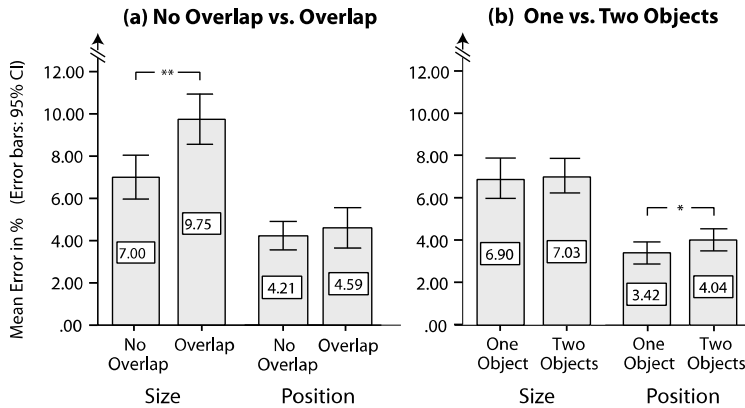 (a) No Overlap vs. Overlap
Mean Error in % (Error bars: 95% CI)
12.00
10.00
8.00
6.00
4.00
2.00
.00
**
7.00
9.75
4.21
4.59
No
Overlap
Overlap
No
Overlap
Overlap
Size
Position
(b) One vs. Two Objects
12.00
10.00
8.00
6.00
4.00
2.00
.00
*
6.90
7.03
3.42
4.04
One
Object
Two
Objects
One
Object
Two
Objects
Size
Position